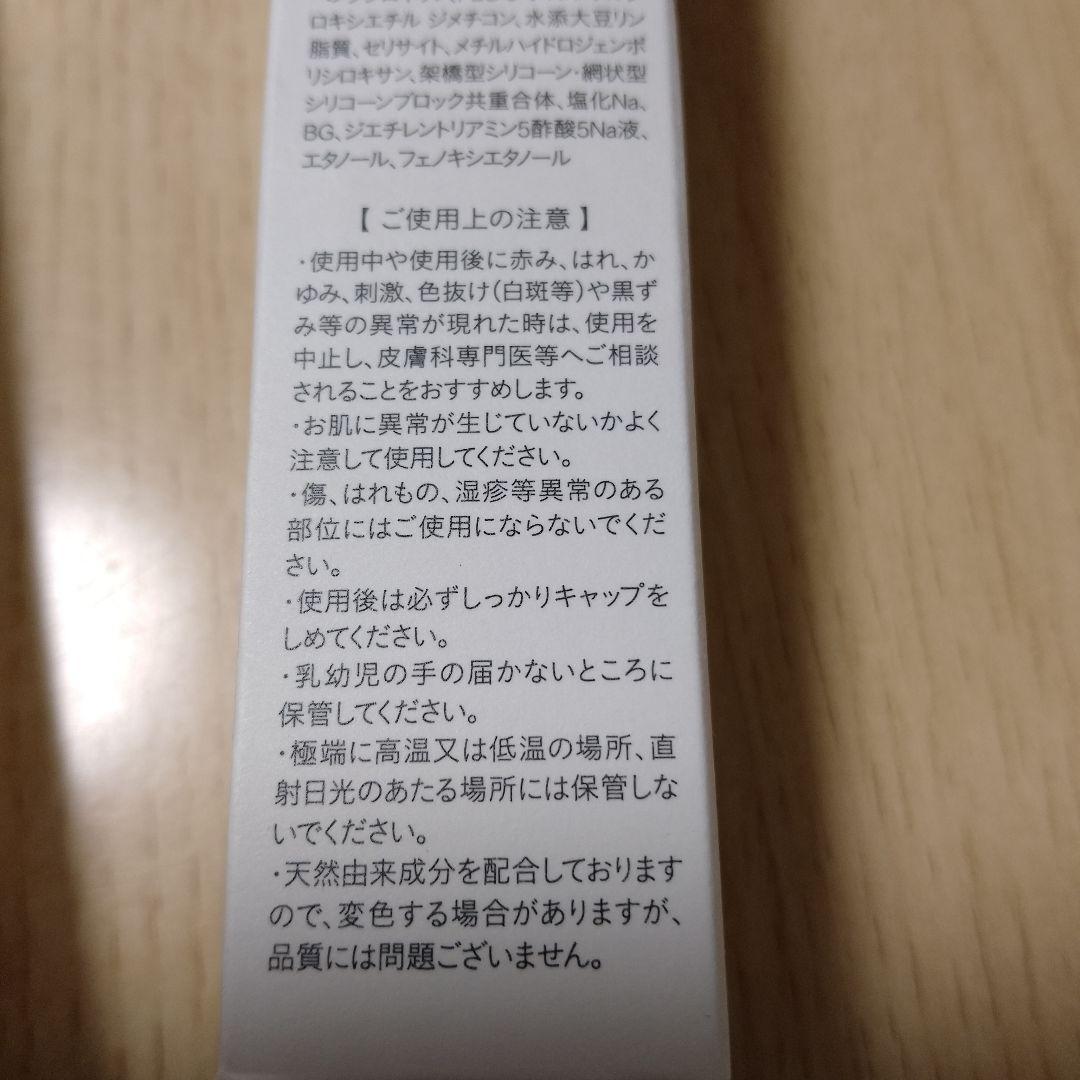 ロキシエチル ジメチコン、水添大豆リン
脂質、セリサイト、メチルハイドロジェンポ
リシロキサン、架橋型シリコーン・網状型
シリコーンブロック共重合体、塩化Na、
BG、ジエチレントリアミン5酢酸5Na液、
エタノール、フェノキシエタノール
【 ご使用上の注意 】
・使用中や使用後に赤み、はれ、か
ゆみ、刺激、色抜け(白斑等)や黒ず
み等の異常が現れた時は、使用を
中止し、皮膚科専門医等へご相談
されることをおすすめします。
・お肌に異常が生じていないかよく
注意して使用してください。
・傷、はれもの、湿疹等異常のある
部位にはご使用にならないでくだ
さい。
・使用後は必ずしっかりキャップを
しめてください。
・乳幼児の手の届かないところに
保管してください。
・極端に高温又は低温の場所、直
射日光のあたる場所には保管しな
いでください。
・天然由来成分を配合しております
ので、変色する場合がありますが、
品質には問題ございません。